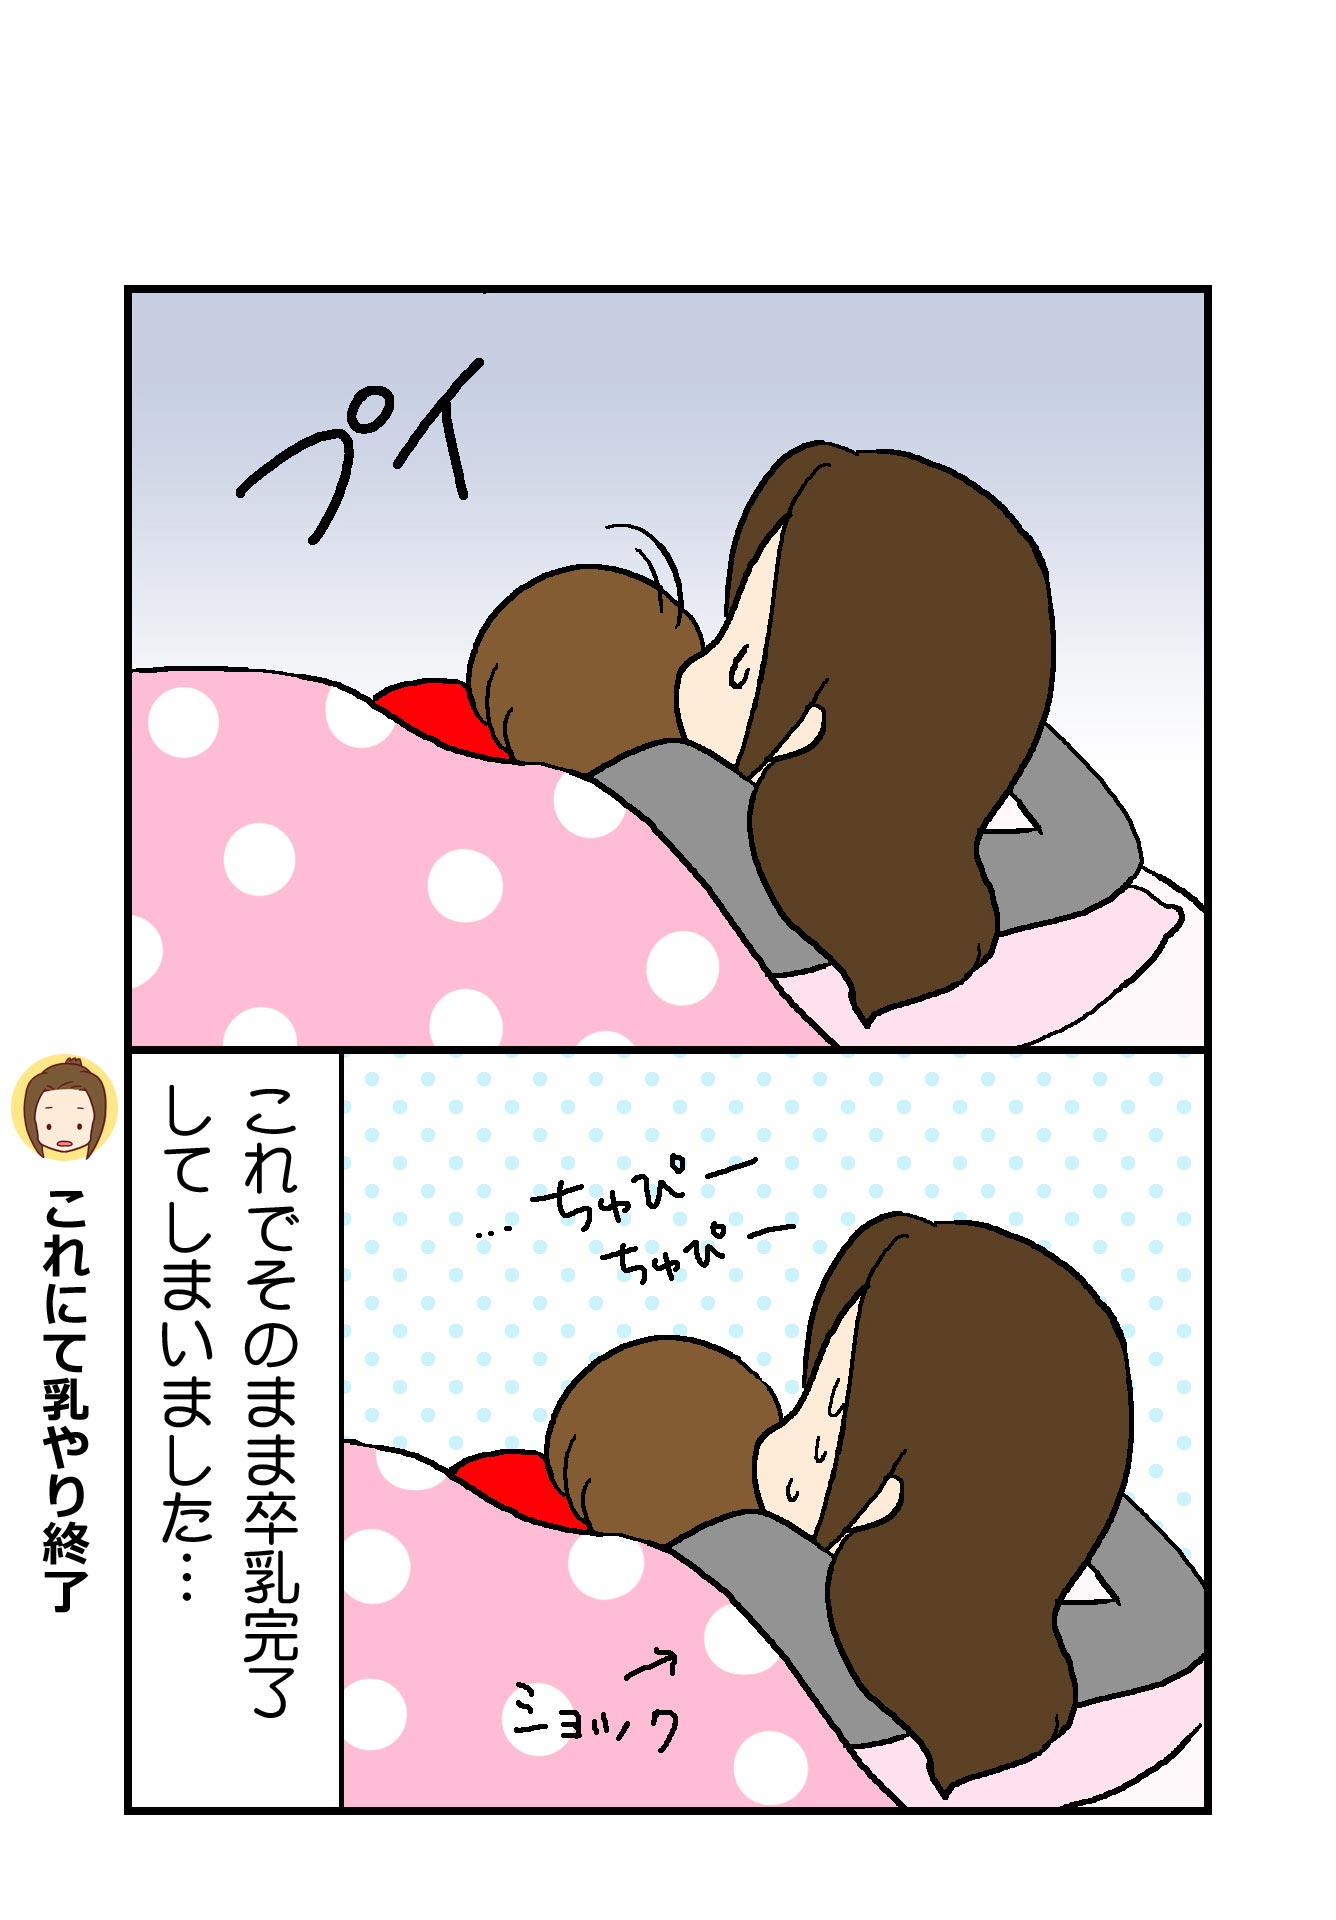 プイ
ちゅぴー
ちゅぴー
…
ショック
これでそのまま卒乳完了
してしまいました…
これにて乳やり終了